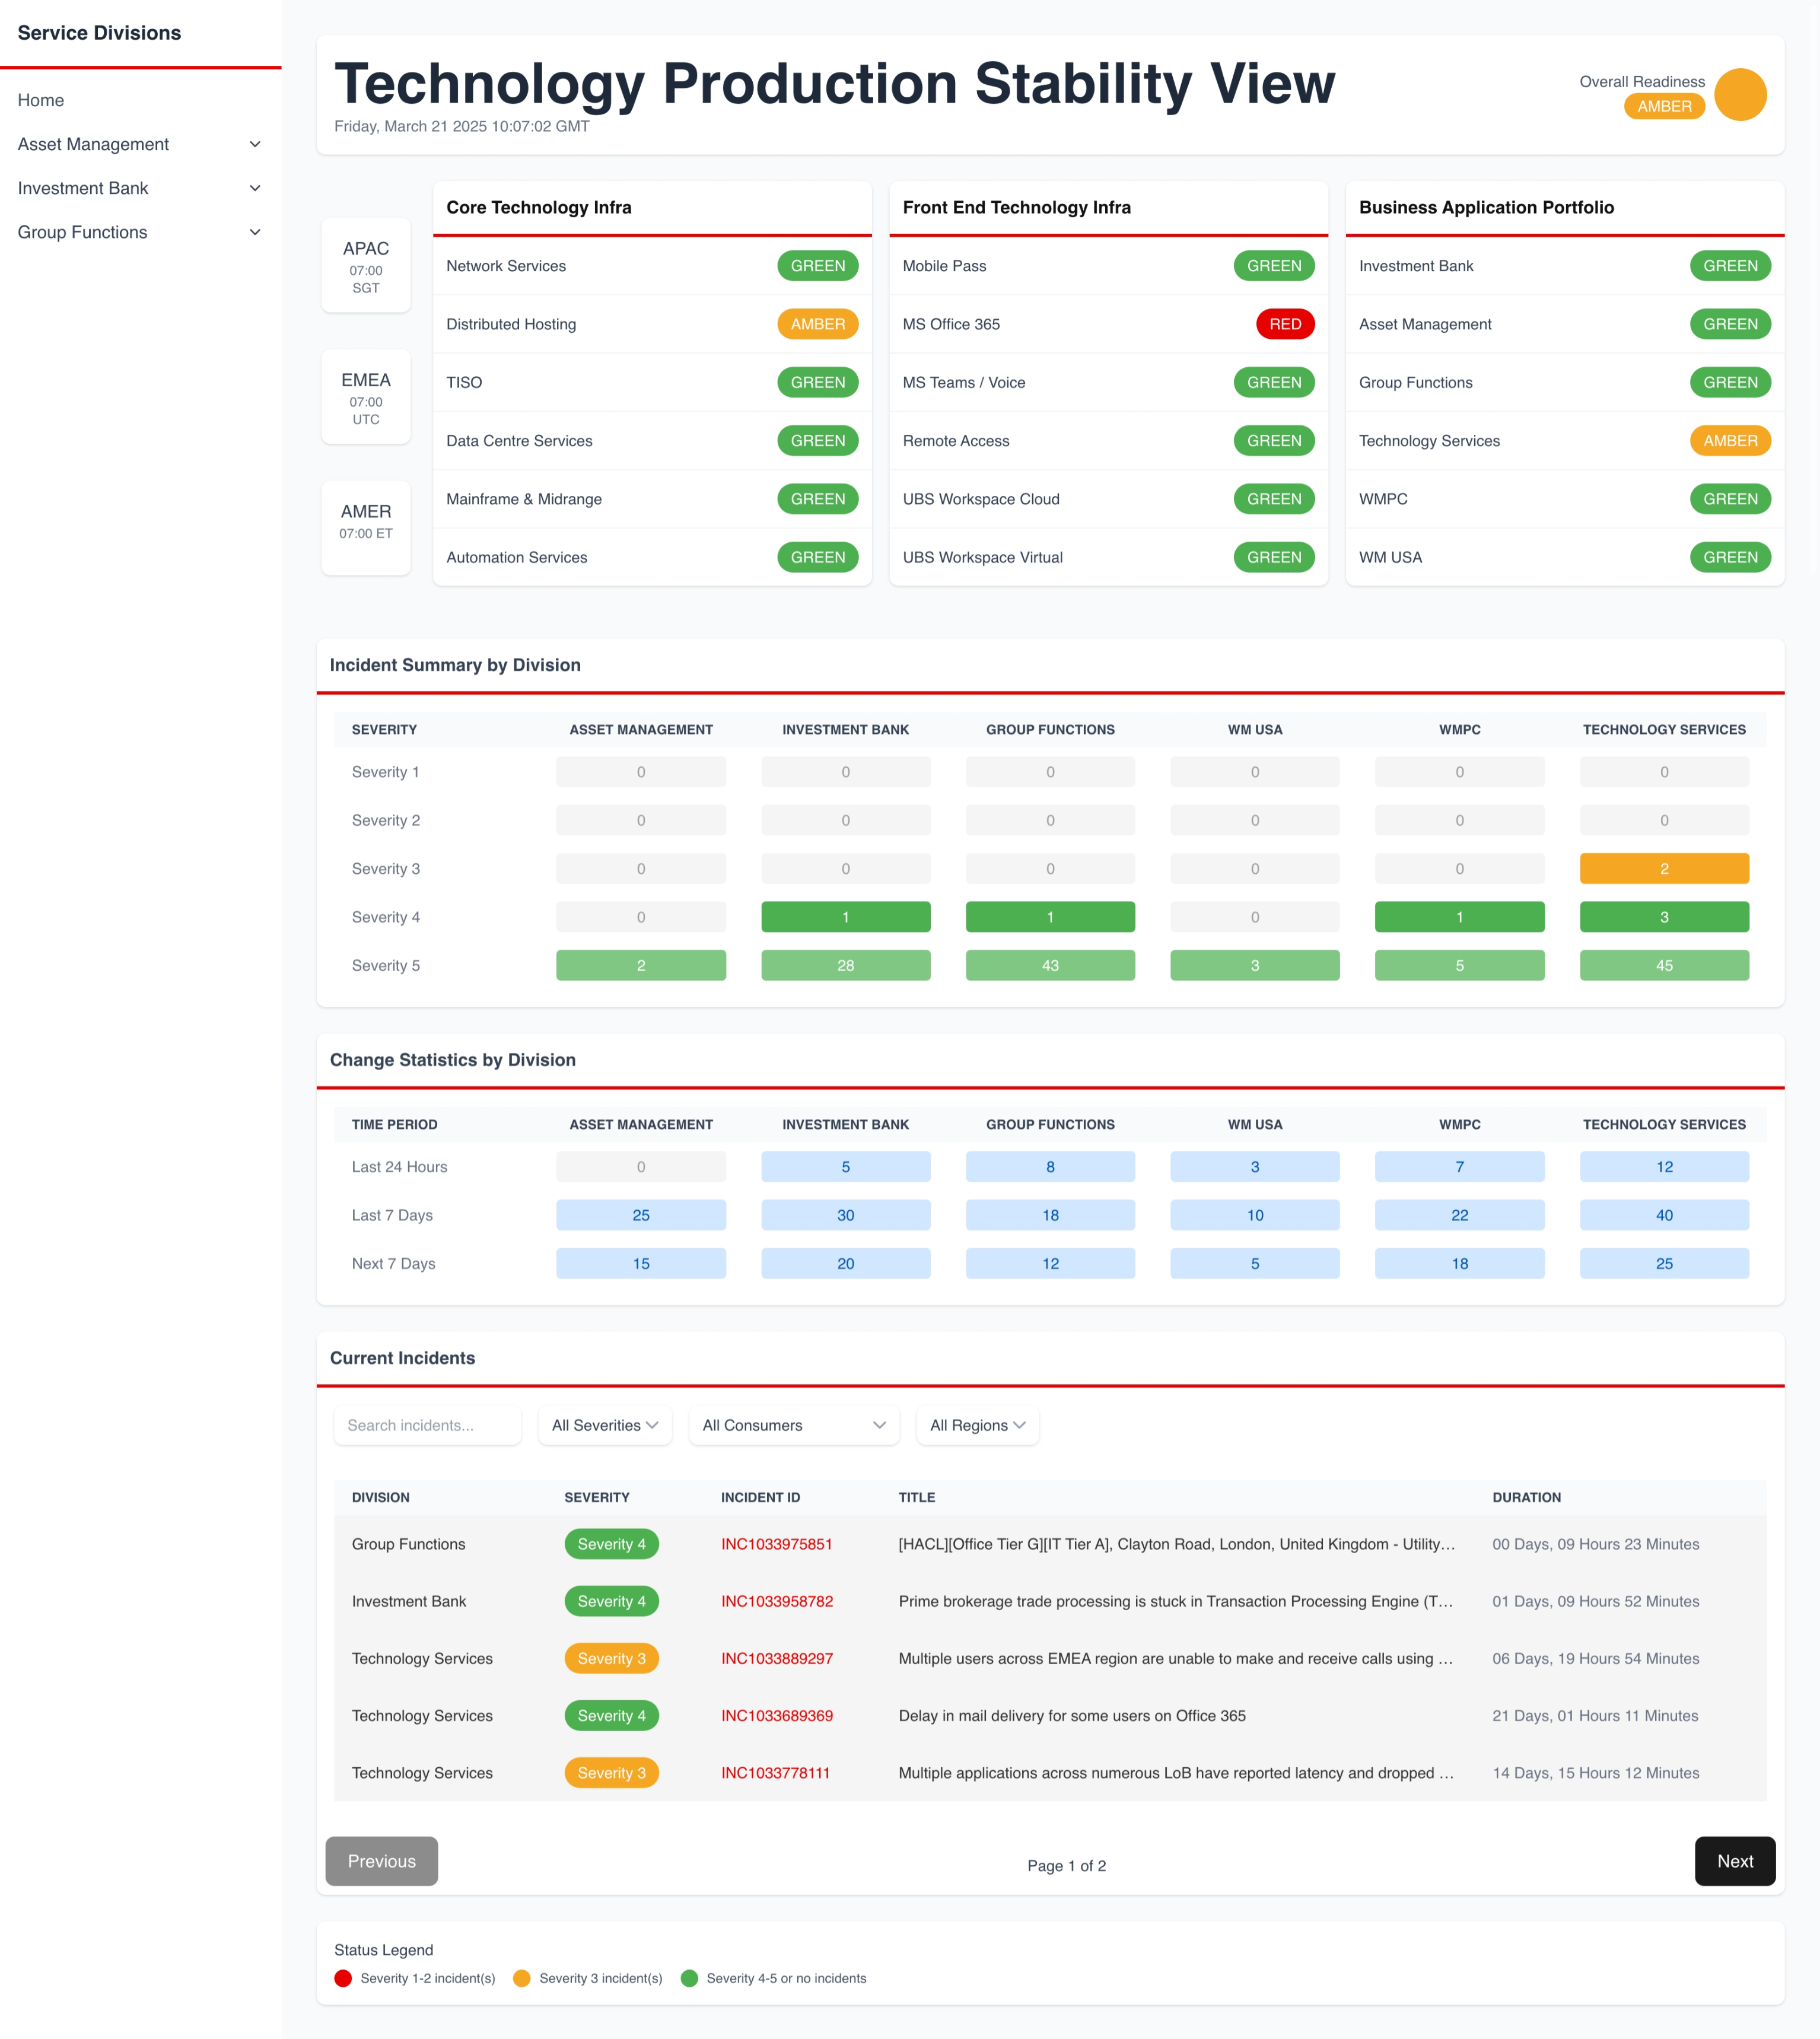 Service Divisions
Home
Asset Management
Investment Bank
Group Functions
Technology Production Stability View
Friday, March 21 2025 10:07:02 GMT
Overall Readiness
AMBER
APAC
07:00
SGT
EMEA
07:00
UTC
AMER
07:00 ET
Core Technology Infra
Network Services GREEN
Distributed Hosting AMBER
TISO GREEN
Data Centre Services GREEN
Mainframe & Midrange GREEN
Automation Services GREEN
Front End Technology Infra
Mobile Pass GREEN
MS Office 365 RED
MS Teams / Voice GREEN
Remote Access GREEN
UBS Workspace Cloud GREEN
UBS Workspace Virtual GREEN
Business Application Portfolio
Investment Bank GREEN
Asset Management GREEN
Group Functions GREEN
Technology Services AMBER
WMPC GREEN
WM USA GREEN
Incident Summary by Division
SEVERITY ASSET MANAGEMENT INVESTMENT BANK GROUP FUNCTIONS WM USA WMPC TECHNOLOGY SERVICES
Severity 1 0 0 0 0 0 0
Severity 2 0 0 0 0 0 0
Severity 3 0 0 0 0 0 2
Severity 4 0 1 1 0 1 3
Severity 5 2 28 43 3 5 45
Change Statistics by Division
TIME PERIOD ASSET MANAGEMENT INVESTMENT BANK GROUP FUNCTIONS WM USA WMPC TECHNOLOGY SERVICES
Last 24 Hours 0 5 8 3 7 12
Last 7 Days 25 30 18 10 22 40
Next 7 Days 15 20 12 5 18 25
Current Incidents
Search incidents... All Severities All Consumers All Regions
DIVISION SEVERITY INCIDENT ID TITLE DURATION
Group Functions Severity 4 INC1033975851 [HACL][Office Tier G][IT Tier A], Clayton Road, London, United Kingdom - Utility… 00 Days, 09 Hours 23 Minutes
Investment Bank Severity 4 INC1033958782 Prime brokerage trade processing is stuck in Transaction Processing Engine (T… 01 Days, 09 Hours 52 Minutes
Technology Services Severity 3 INC1033889297 Multiple users across EMEA region are unable to make and receive calls using … 06 Days, 19 Hours 54 Minutes
Technology Services Severity 4 INC1033689369 Delay in mail delivery for some users on Office 365 21 Days, 01 Hours 11 Minutes
Technology Services Severity 3 INC1033778111 Multiple applications across numerous LoB have reported latency and dropped … 14 Days, 15 Hours 12 Minutes
Previous Page 1 of 2 Next
Status Legend
Severity 1-2 incident(s) Severity 3 incident(s) Severity 4-5 or no incidents